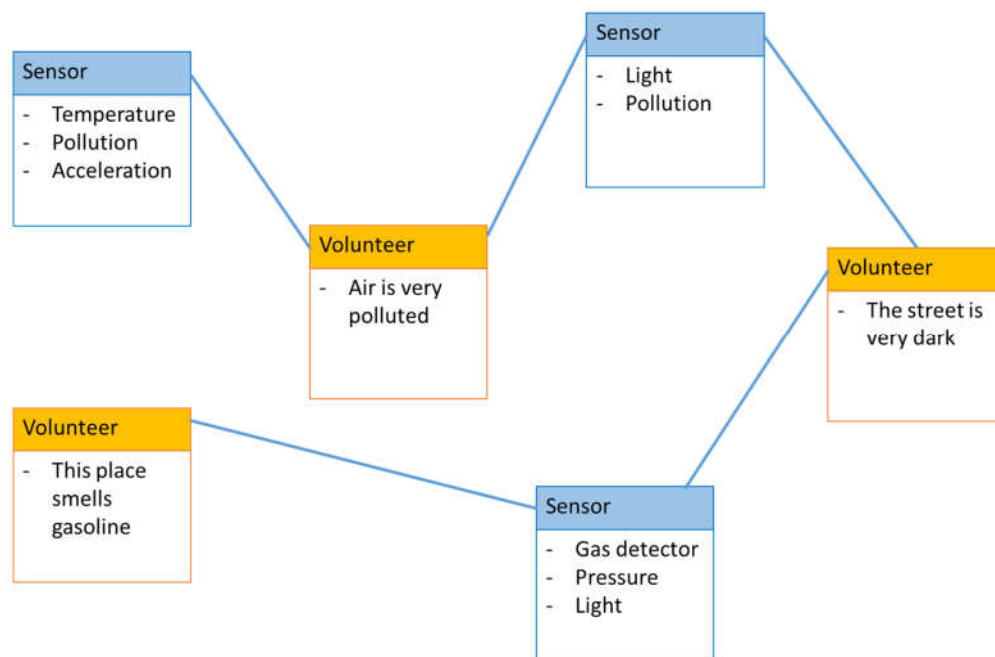 Sensor
- Temperature
- Pollution
- Acceleration
Sensor
- Light
- Pollution
Volunteer
- Air is very
polluted
Volunteer
- The street is
very dark
Volunteer
- This place
smells
gasoline
Sensor
- Gas detector
- Pressure
- Light